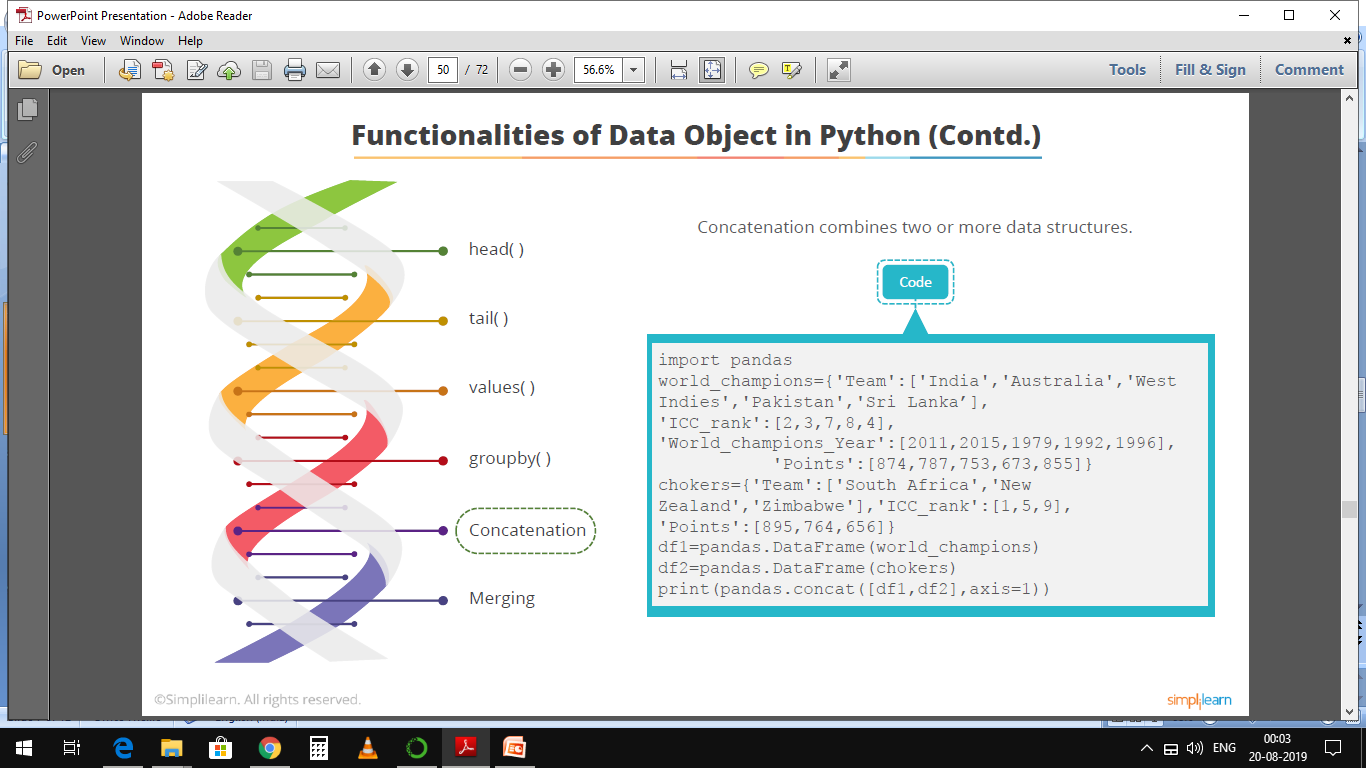 PowerPoint Presentation - Adobe Reader
File Edit View Window Help
Open 50 / 72 56.6% Tools Fill & Sign Comment
Functionalities of Data Object in Python (Contd.)
head( )
tail( )
values( )
groupby( )
Concatenation
Merging
Concatenation combines two or more data structures.
Code
import pandas
world_champions={'Team':['India','Australia','West
Indies','Pakistan','Sri Lanka’],
'ICC_rank':[2,3,7,8,4],
'World_champions_Year':[2011,2015,1979,1992,1996],
'Points':[874,787,753,673,855]}
chokers={'Team':['South Africa','New
Zealand','Zimbabwe'],'ICC_rank':[1,5,9],
'Points':[895,764,656]}
df1=pandas.DataFrame(world_champions)
df2=pandas.DataFrame(chokers)
print(pandas.concat([df1,df2],axis=1))
©Simplilearn. All rights reserved.
simplilearn
ENG
00:03
20-08-2019